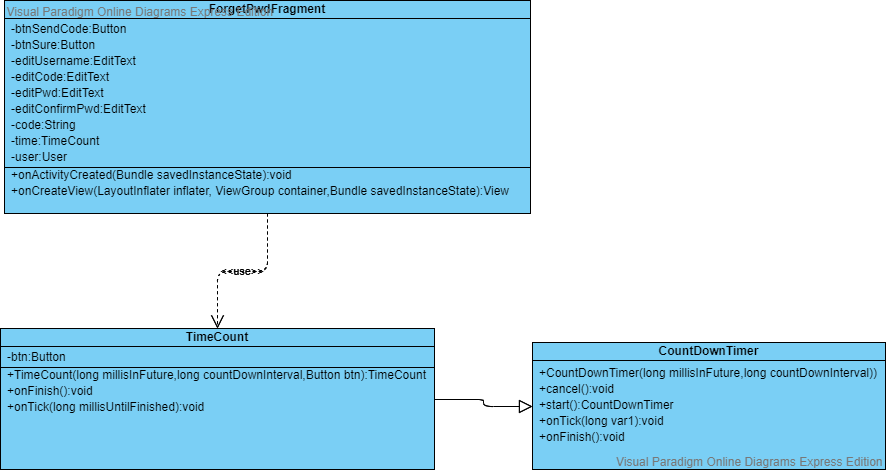 Visual Paradigm Online Diagrams Express Edition
ForgetPwdFragment
-btnSendCode:Button
-btnSure:Button
-editUsername:EditText
-editCode:EditText
-editPwd:EditText
-editConfirmPwd:EditText
-code:String
-time:TimeCount
-user:User
+onActivityCreated(Bundle savedInstanceState):void
+onCreateView(LayoutInflater inflater, ViewGroup container,Bundle savedInstanceState):View
<<use>>
TimeCount
-btn:Button
+TimeCount(long millisInFuture,long countDownInterval,Button btn):TimeCount
+onFinish():void
+onTick(long millisUntilFinished):void
CountDownTimer
+CountDownTimer(long millisInFuture,long countDownInterval))
+cancel():void
+start():CountDownTimer
+onTick(long var1):void
+onFinish():void
Visual Paradigm Online Diagrams Express Edition